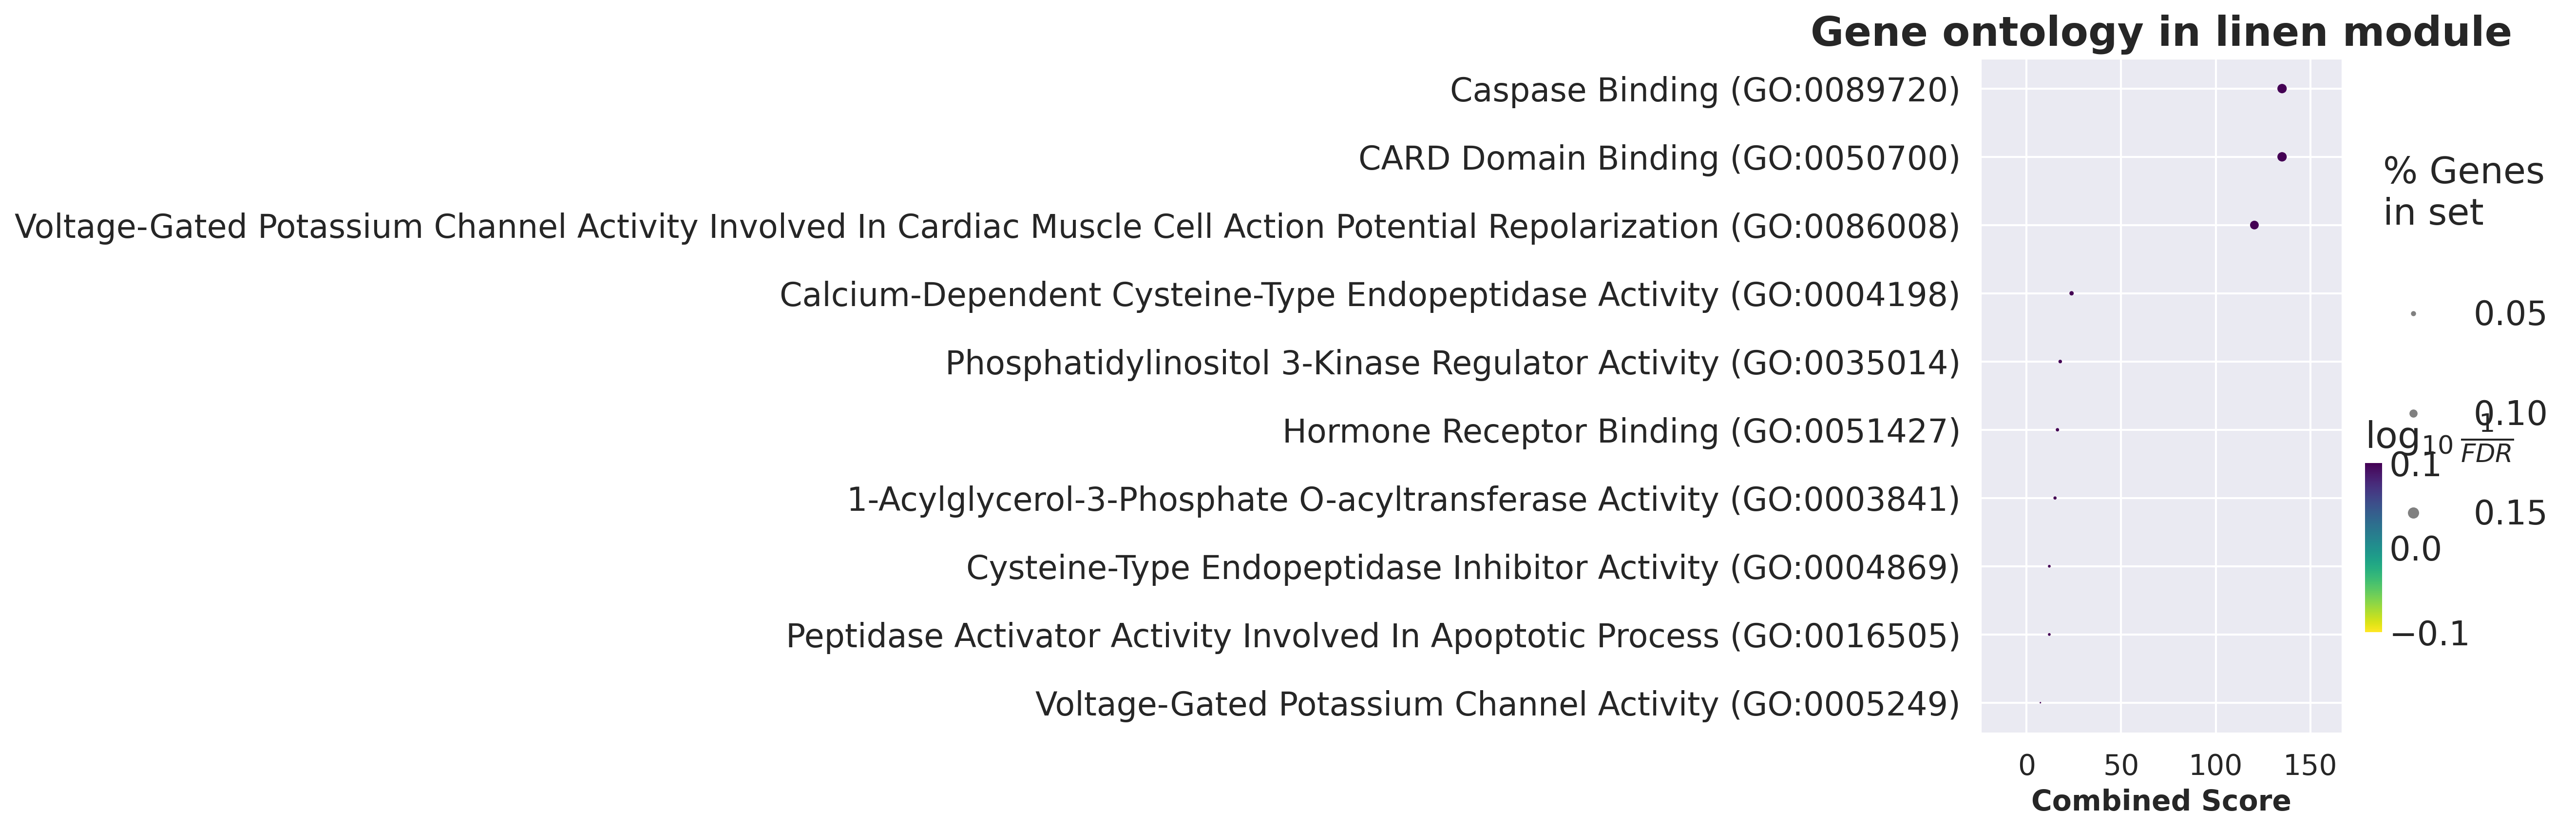 Gene ontology in linen module
Caspase Binding (GO:0089720)
CARD Domain Binding (GO:0050700)
Voltage-Gated Potassium Channel Activity Involved In Cardiac Muscle Cell Action Potential Repolarization (GO:0086008)
Calcium-Dependent Cysteine-Type Endopeptidase Activity (GO:0004198)
Phosphatidylinositol 3-Kinase Regulator Activity (GO:0035014)
Hormone Receptor Binding (GO:0051427)
1-Acylglycerol-3-Phosphate O-acyltransferase Activity (GO:0003841)
Cysteine-Type Endopeptidase Inhibitor Activity (GO:0004869)
Peptidase Activator Activity Involved In Apoptotic Process (GO:0016505)
Voltage-Gated Potassium Channel Activity (GO:0005249)
0 50 100 150
Combined Score
% Genes
in set
0.05
0.10
0.15
log10 1/FDR
0.1
0.0
−0.1